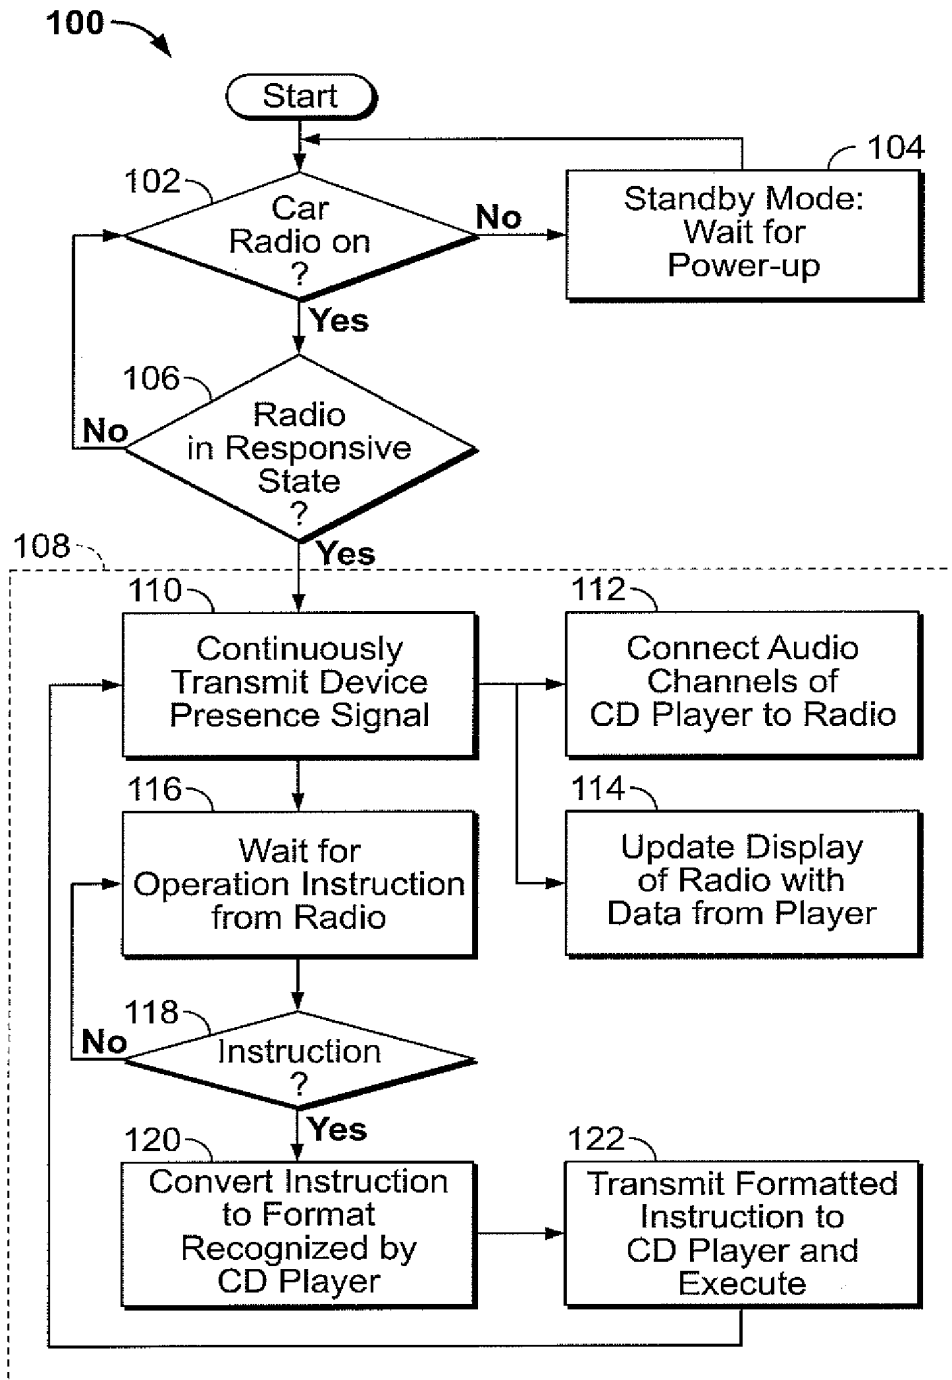 100
Start
102
Car
Radio on
?
No
104
Standby Mode:
Wait for
Power-up
Yes
106
Radio
in Responsive
State
?
No
Yes
108
110
Continuously
Transmit Device
Presence Signal
112
Connect Audio
Channels of
CD Player to Radio
116
Wait for
Operation Instruction
from Radio
114
Update Display
of Radio with
Data from Player
118
Instruction
?
No
Yes
120
Convert Instruction
to Format
Recognized by
CD Player
122
Transmit Formatted
Instruction to
CD Player and
Execute